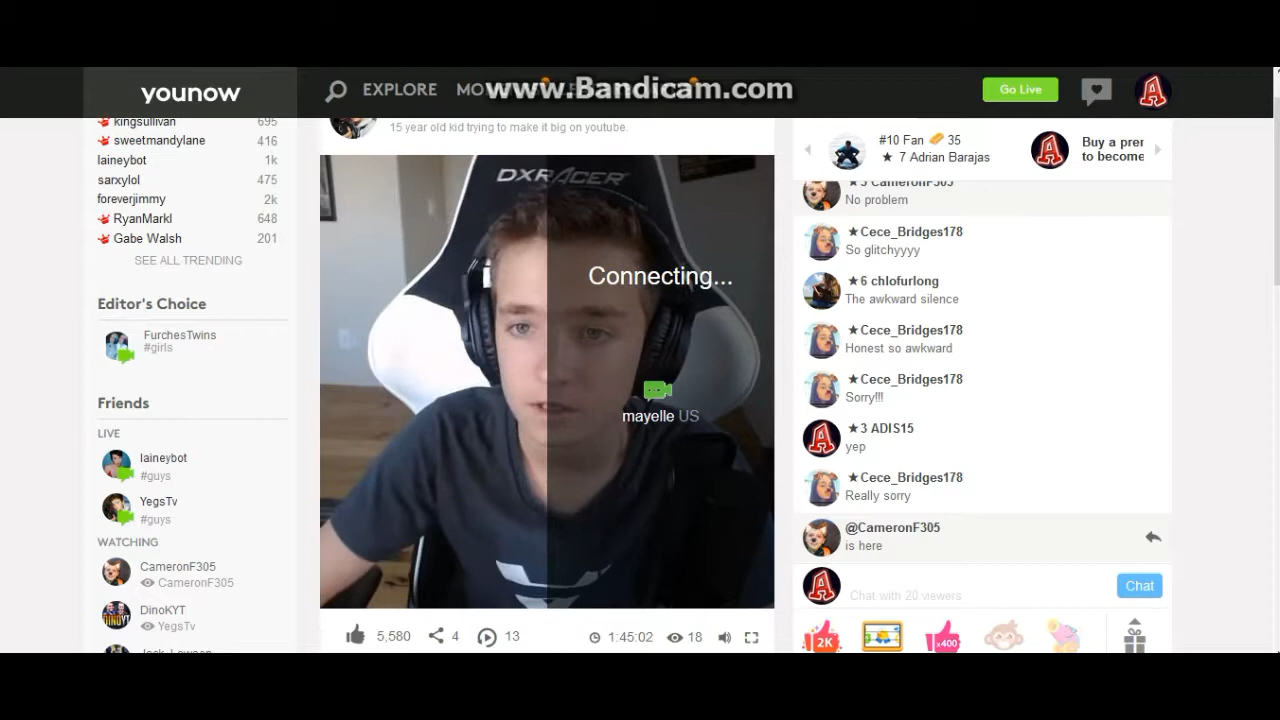 www.Bandicam.com
younow
EXPLORE
Go Live
kingsullivan 695
sweetmandylane 416
laineybot 1k
sarxylol 475
foreverjimmy 2k
RyanMarkl 648
Gabe Walsh 201
SEE ALL TRENDING
Editor's Choice
FurchesTwins
#girls
Friends
LIVE
laineybot
#guys
YegsTv
#guys
WATCHING
CameronF305
CameronF305
DinoKYT
YegsTv
15 year old kid trying to make it big on youtube.
DXRACER
Connecting...
mayelle US
5,580 4 13 1:45:02 18
#10 Fan 35
★ 7 Adrian Barajas
Buy a prer
to become
★3 CameronF305
No problem
★Cece_Bridges178
So glitchyyyy
★6 chlofurlong
The awkward silence
★Cece_Bridges178
Honest so awkward
★Cece_Bridges178
Sorry!!!
★3 ADIS15
yep
★Cece_Bridges178
Really sorry
@CameronF305
is here
Chat with 20 viewers
Chat
2K
x400